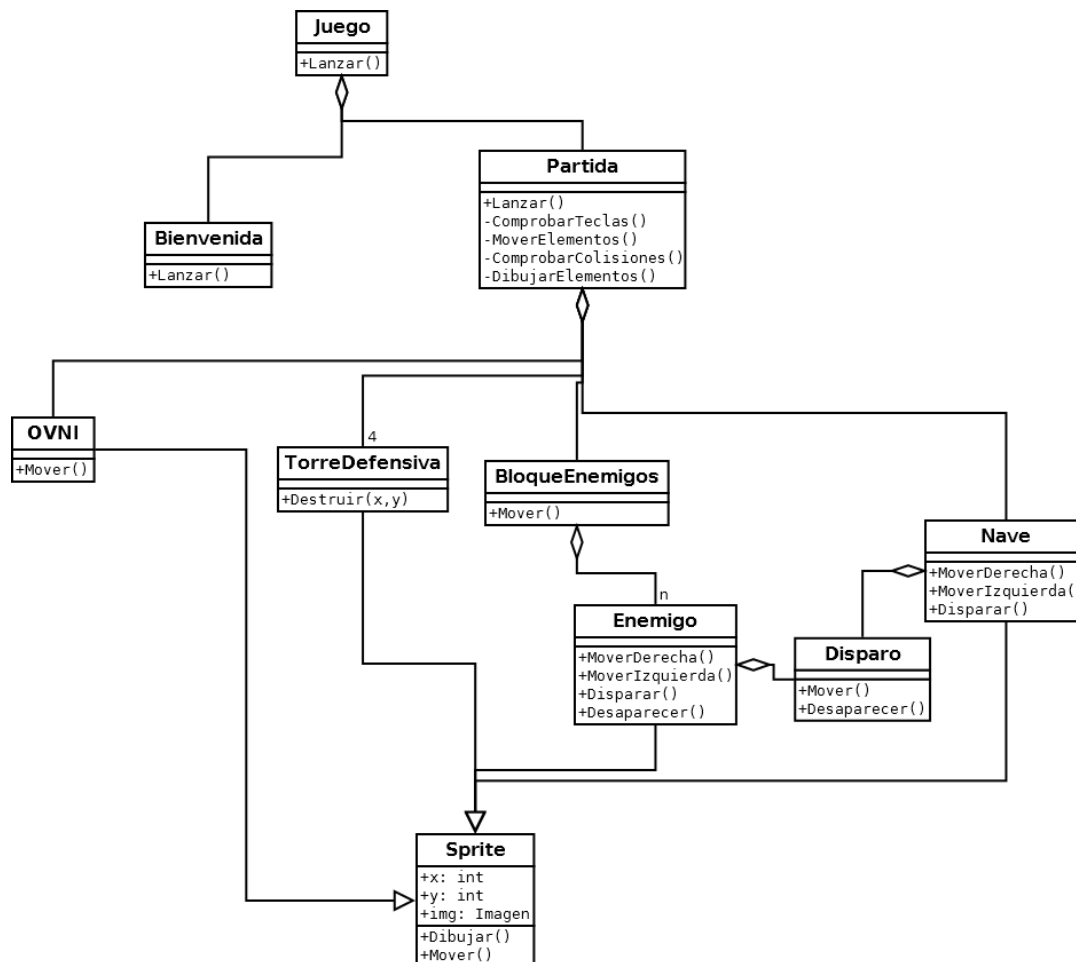 Juego
+Lanzar()
Partida
+Lanzar()
-ComprobarTeclas()
-MoverElementos()
-ComprobarColisiones()
-DibujarElementos()
Bienvenida
+Lanzar()
OVNI
+Mover()
4
TorreDefensiva
+Destruir(x,y)
BloqueEnemigos
+Mover()
Nave
+MoverDerecha()
+MoverIzquierda()
+Disparar()
n
Enemigo
+MoverDerecha()
+MoverIzquierda()
+Disparar()
+Desaparecer()
Disparo
+Mover()
+Desaparecer()
Sprite
+x: int
+y: int
+img: Imagen
+Dibujar()
+Mover()